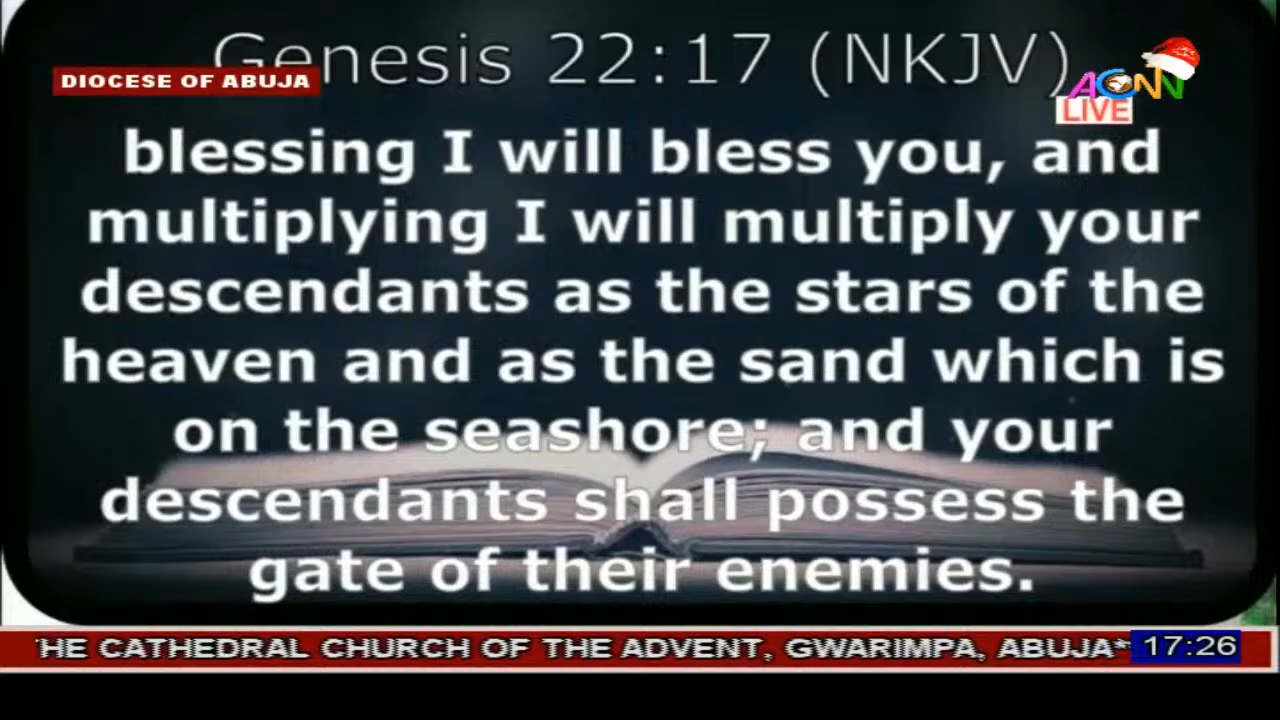 Genesis 22:17 (NKJV)
DIOCESE OF ABUJA
ACNN
LIVE
blessing I will bless you, and
multiplying I will multiply your
descendants as the stars of the
heaven and as the sand which is
on the seashore; and your
descendants shall possess the
gate of their enemies.
HE CATHEDRAL CHURCH OF THE ADVENT, GWARIMPA, ABUJA* 17:26